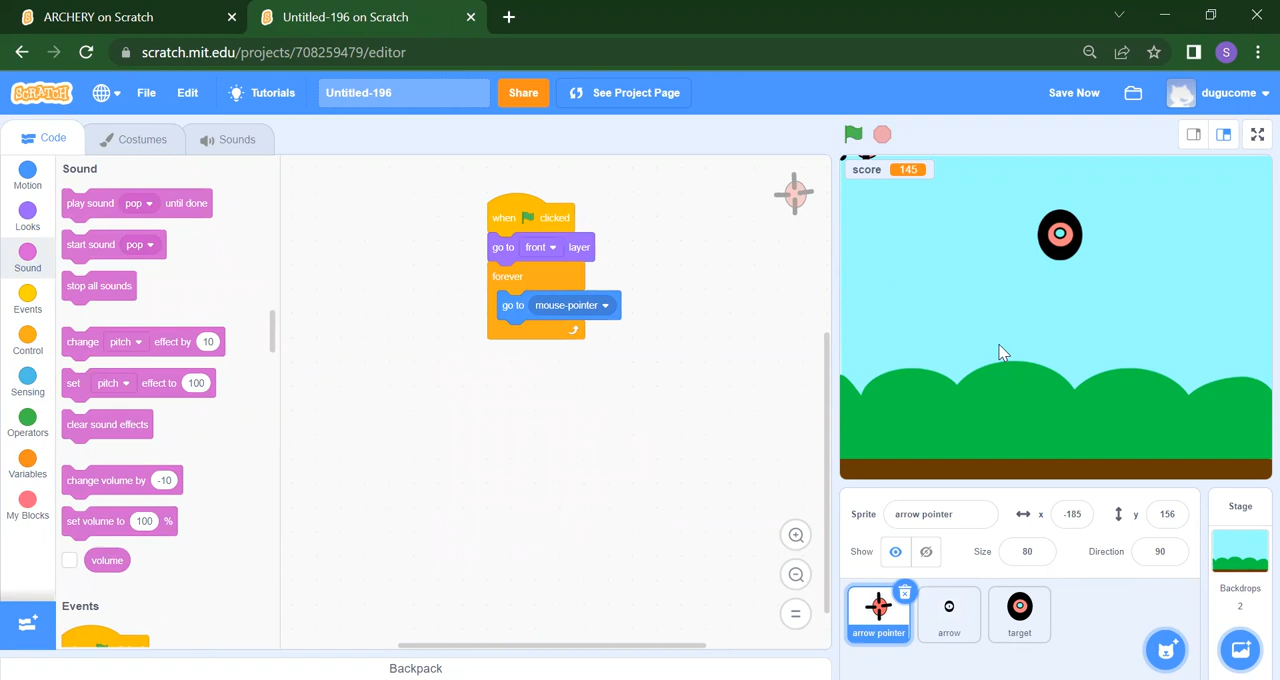 ARCHERY on Scratch
Untitled-196 on Scratch
scratch.mit.edu/projects/708259479/editor
S
SCRATCH
File
Edit
Tutorials
Untitled-196
Share
See Project Page
Save Now
dugucome
Code
Costumes
Sounds
Motion
Looks
Sound
Events
Control
Sensing
Operators
Variables
My Blocks
Sound
play sound pop until done
start sound pop
stop all sounds
change pitch effect by 10
set pitch effect to 100
clear sound effects
change volume by -10
set volume to 100 %
volume
Events
when clicked
go to front layer
forever
go to mouse-pointer
Backpack
score 145
Sprite arrow pointer x -185 y 156
Show Size 80 Direction 90
arrow pointer
arrow
target
Stage
Backdrops
2